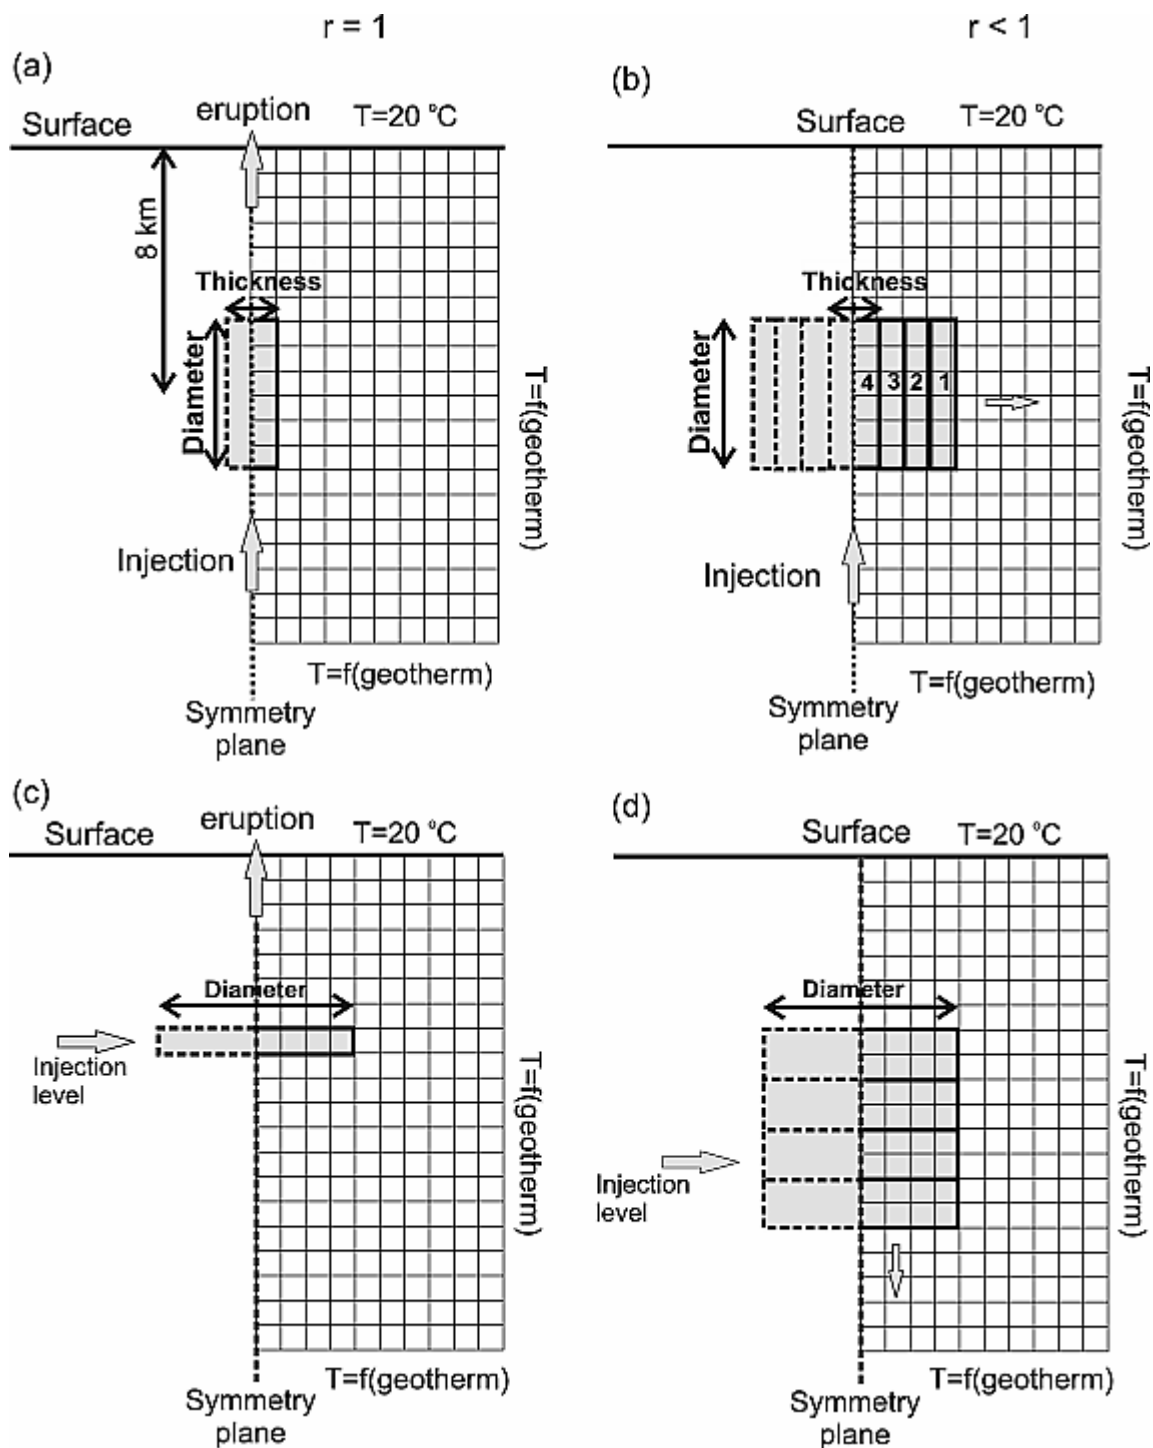 r = 1
r < 1
(a)
eruption
T=20 °C
Surface
8 km
Thickness
Diameter
T=f(geotherm)
Injection
T=f(geotherm)
Symmetry
plane
(b)
Surface
T=20 °C
Thickness
Diameter
4 3 2 1
T=f(geotherm)
Injection
T=f(geotherm)
Symmetry
plane
(c)
eruption
Surface
T=20 °C
Diameter
Injection
level
T=f(geotherm)
T=f(geotherm)
Symmetry
plane
(d)
Surface
T=20 °C
Diameter
T=f(geotherm)
Injection
level
T=f(geotherm)
Symmetry
plane